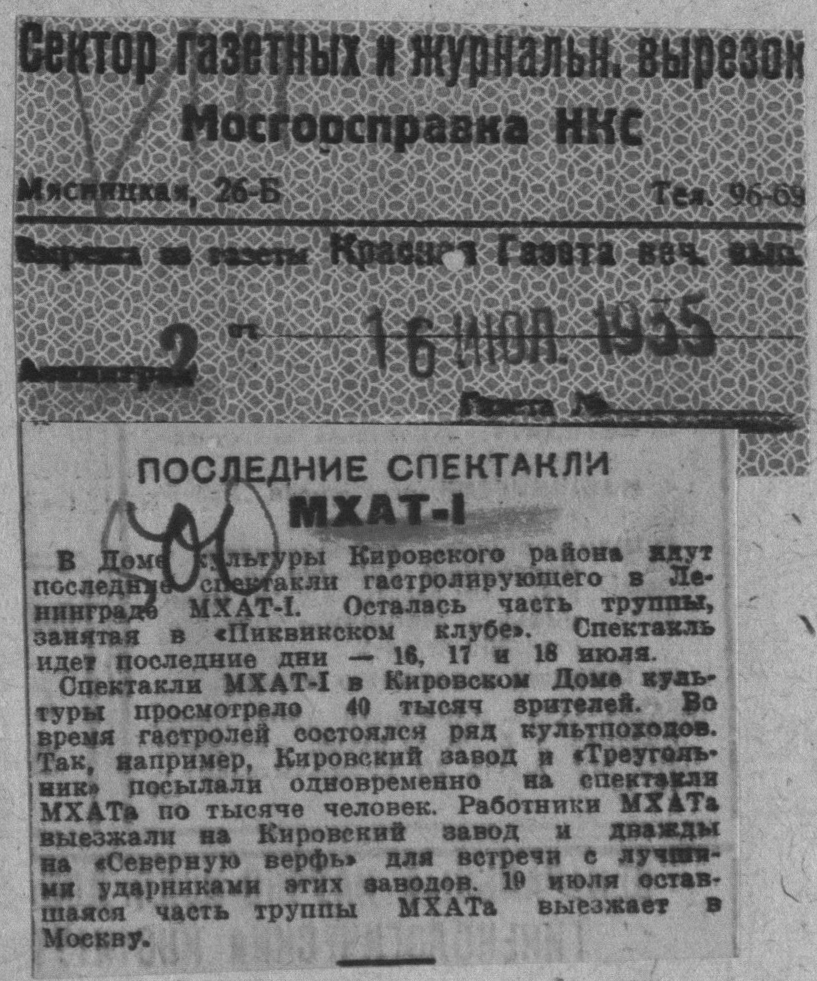 Сектор газетных и журнальн. вырезок
Мосгорсправка НКС
Мясницкая, 26-Б Тел. 96-69
Вырезка из газеты Красная Газета веч. вып.
от 16 ИЮЛ. 1935
Ленинград 2
Газета №
ПОСЛЕДНИЕ СПЕКТАКЛИ
МХАТ-I
В Доме культуры Кировского района идут
последние спектакли гастролирующего в Ле-
нинграде МХАТ-I. Осталась часть труппы,
занятая в «Пиквикском клубе». Спектакль
идет последние дни — 16, 17 и 18 июля.
Спектакли МХАТ-I в Кировском Доме куль-
туры просмотрело 40 тысяч зрителей. Во
время гастролей состоялся ряд культпоходов.
Так, например, Кировский завод и «Треуголь-
ник» посылали одновременно на спектакли
МХАТа по тысяче человек. Работники МХАТа
выезжали на Кировский завод и дважды
на «Северную верфь» для встречи с лучши-
ми ударниками этих заводов. 19 июля остав-
шаяся часть труппы МХАТа выезжает в
Москву.